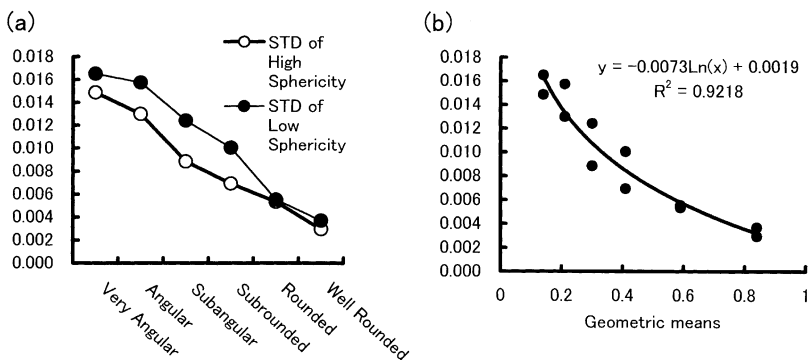 (a)
STD of
High
Sphericity
STD of
Low
Sphericity
0.018
0.016
0.014
0.012
0.010
0.008
0.006
0.004
0.002
0.000
Very Angular
Angular
Subangular
Subrounded
Rounded
Well Rounded
(b)
y = −0.0073Ln(x) + 0.0019
R² = 0.9218
0.018
0.016
0.014
0.012
0.010
0.008
0.006
0.004
0.002
0.000
0 0.2 0.4 0.6 0.8 1
Geometric means